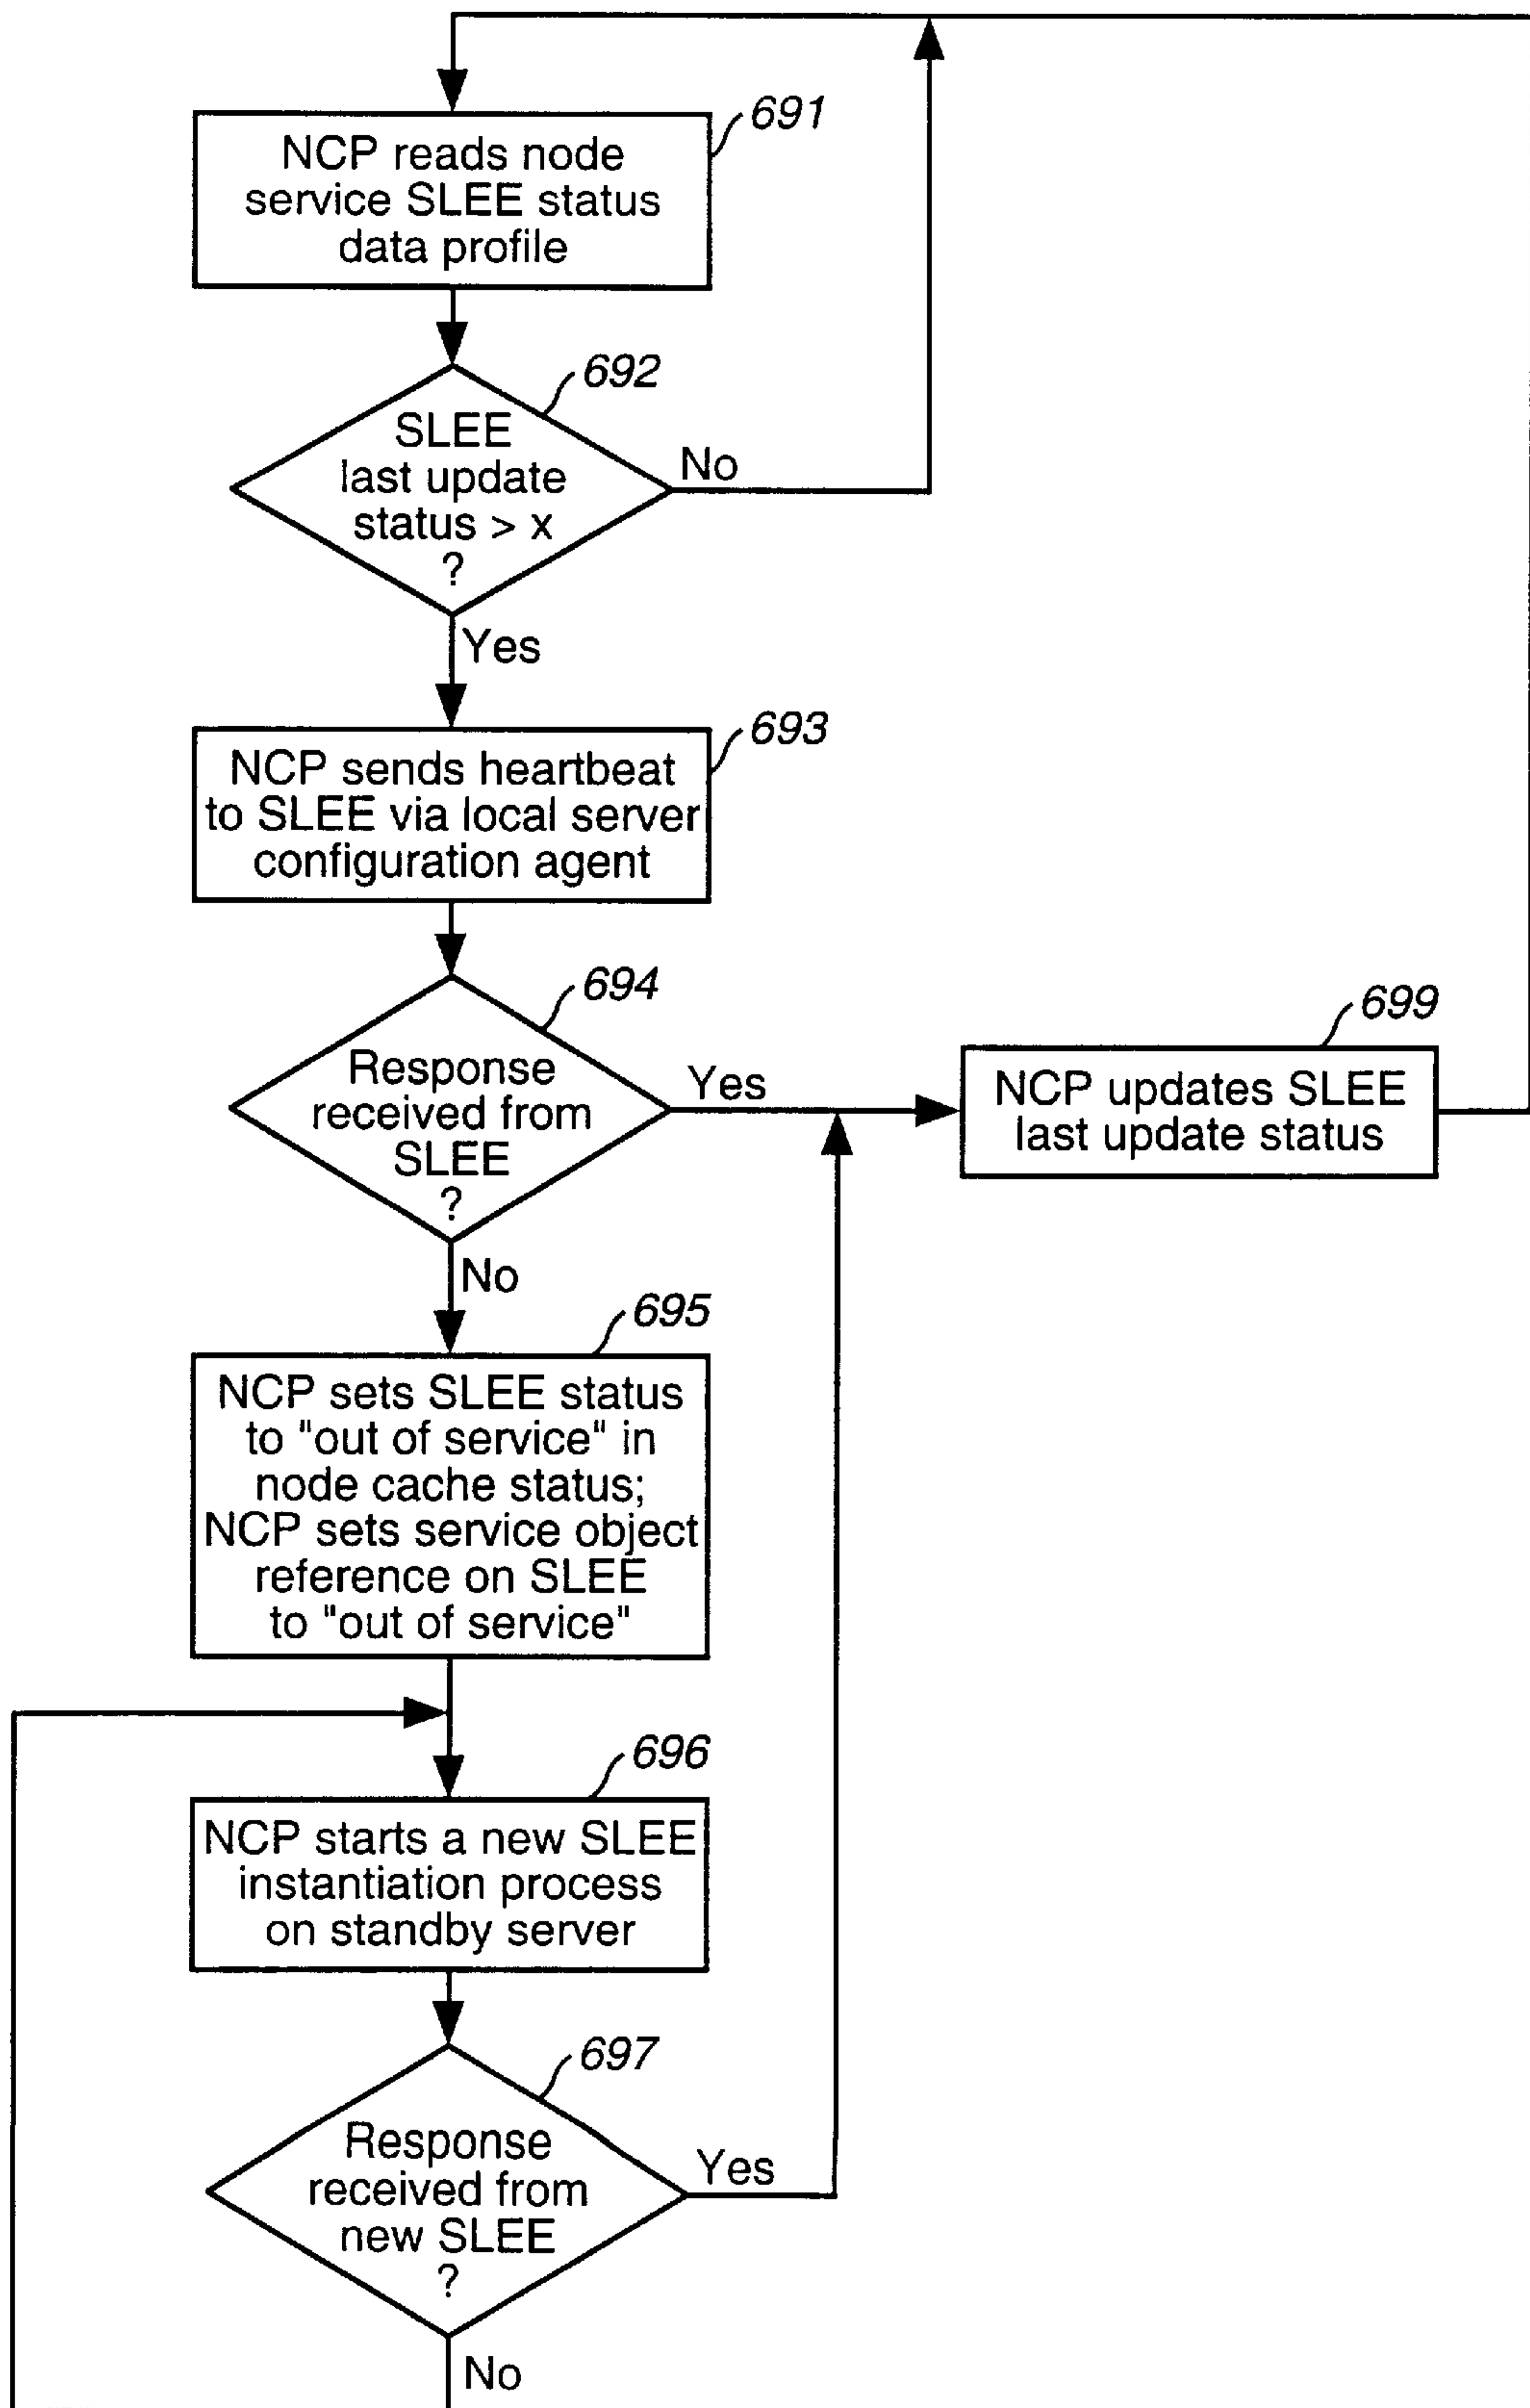 691
NCP reads node
service SLEE status
data profile
692
SLEE
last update
status > x
?
No
Yes
693
NCP sends heartbeat
to SLEE via local server
configuration agent
694
Response
received from
SLEE
?
Yes
No
699
NCP updates SLEE
last update status
695
NCP sets SLEE status
to "out of service" in
node cache status;
NCP sets service object
reference on SLEE
to "out of service"
696
NCP starts a new SLEE
instantiation process
on standby server
697
Response
received from
new SLEE
?
Yes
No